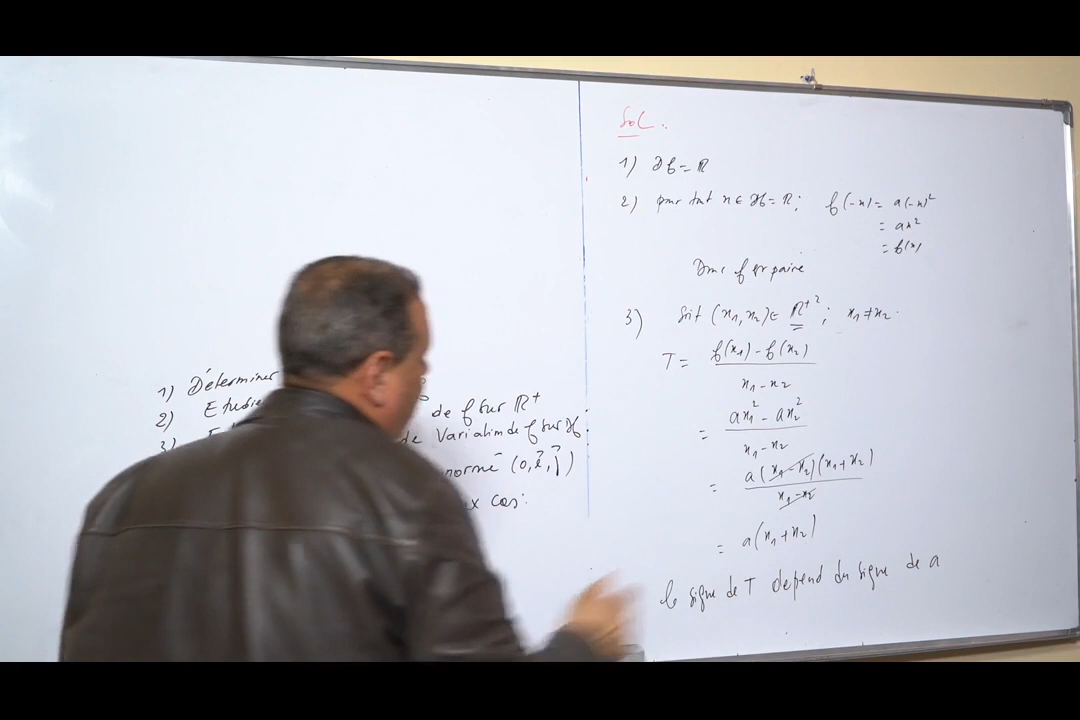 1) Déterminer
2) Etudie de f sur R⁺
3) de Variation de f sur Df.
normé (o, i⃗, j⃗)
x cas:
Sol.
1) Df = ℝ
2) pour tout x ∈ Df = ℝ ; f(-x) = a(-x)²
= ax²
= f(x)
Donc f est paire
3) Soit (x₁, x₂) ∈ ℝ⁺² ; x₁ ≠ x₂.
T = f(x₁) - f(x₂)
x₁ - x₂
= ax₁² - ax₂²
x₁ - x₂
= a(x₁ - x₂)(x₁ + x₂)
x₁ - x₂
= a(x₁ + x₂)
le signe de T depend du signe de a